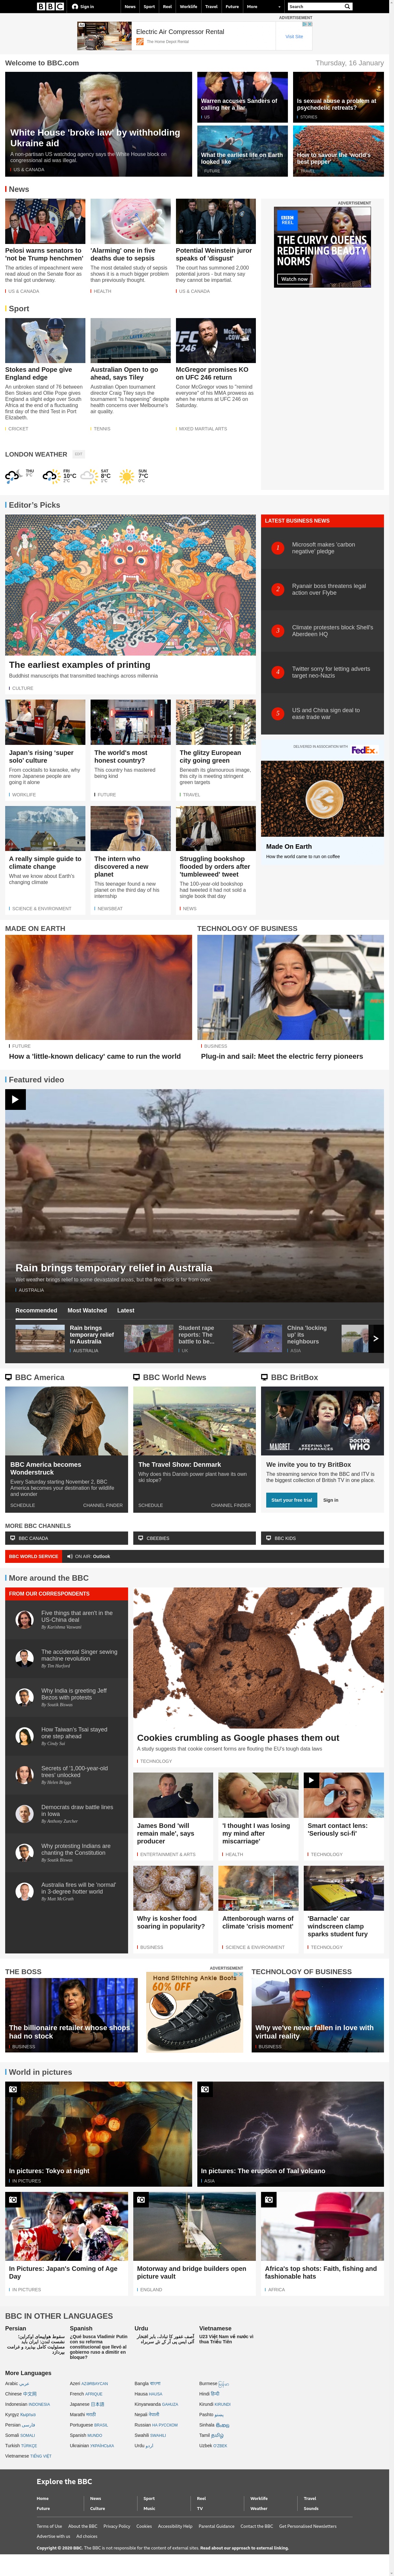 BBC
Sign in
News
Sport
Reel
Worklife
Travel
Future
More
Search
ADVERTISEMENT
Electric Air Compressor Rental
The Home Depot Rental
Visit Site
Welcome to BBC.com
Thursday, 16 January
White House 'broke law' by withholding
Ukraine aid
A non-partisan US watchdog agency says the White House block on
congressional aid was illegal.
US & CANADA
Warren accuses Sanders of
calling her a liar
US
Is sexual abuse a problem at
psychedelic retreats?
STORIES
What the earliest life on Earth
looked like
FUTURE
How to savour the 'world's
best pepper'
TRAVEL
News
Pelosi warns senators to
'not be Trump henchmen'
The articles of impeachment were
read aloud on the Senate floor as
the trial got underway.
US & CANADA
'Alarming' one in five
deaths due to sepsis
The most detailed study of sepsis
shows it is a much bigger problem
than previously thought.
HEALTH
Potential Weinstein juror
speaks of 'disgust'
The court has summoned 2,000
potential jurors - but many say
they cannot be impartial.
US & CANADA
ADVERTISEMENT
BBC
REEL
THE CURVY QUEENS
REDEFINING BEAUTY
NORMS
Watch now
Sport
Stokes and Pope give
England edge
An unbroken stand of 76 between
Ben Stokes and Ollie Pope gives
England a slight edge over South
Africa at the end of a fluctuating
first day of the third Test in Port
Elizabeth.
CRICKET
Australian Open to go
ahead, says Tiley
Australian Open tournament
director Craig Tiley says the
tournament "is happening" despite
health concerns over Melbourne's
air quality.
TENNIS
McGregor promises KO
on UFC 246 return
Conor McGregor vows to "remind
everyone" of his MMA prowess as
when he returns at UFC 246 on
Saturday.
MIXED MARTIAL ARTS
LONDON WEATHER
EDIT
THU
FRI
10°C
SAT
8°C
SUN
7°C
0°C
Editor's Picks
The earliest examples of printing
Buddhist manuscripts that transmitted teachings across millennia
CULTURE
Japan's rising 'super
solo' culture
From cocktails to karaoke, why
more Japanese people are
going it alone
WORKLIFE
The world's most
honest country?
This country has mastered
being kind
FUTURE
The glitzy European
city going green
Beneath its glamourous image,
this city is meeting stringent
green targets
TRAVEL
A really simple guide to
climate change
What we know about Earth's
changing climate
SCIENCE & ENVIRONMENT
The intern who
discovered a new
planet
This teenager found a new
planet on the third day of his
internship
NEWSBEAT
Struggling bookshop
flooded by orders after
'tumbleweed' tweet
The 100-year-old bookshop
had tweeted it had not sold a
single book that day
NEWS
LATEST BUSINESS NEWS
1
Microsoft makes 'carbon
negative' pledge
2
Ryanair boss threatens legal
action over Flybe
3
Climate protesters block Shell's
Aberdeen HQ
4
Twitter sorry for letting adverts
target neo-Nazis
5
US and China sign deal to
ease trade war
DELIVERED IN ASSOCIATION WITH
FedEx
Made On Earth
How the world came to run on coffee
MADE ON EARTH
FUTURE
How a 'little-known delicacy' came to run the world
TECHNOLOGY OF BUSINESS
BUSINESS
Plug-in and sail: Meet the electric ferry pioneers
Featured video
Rain brings temporary relief in Australia
Wet weather brings relief to some devastated areas, but the fire crisis is far from over.
AUSTRALIA
Recommended
Most Watched
Latest
Rain brings
temporary relief
in Australia
AUSTRALIA
Student rape
reports: The
battle to be...
UK
China 'locking
up' its
neighbours
ASIA
BBC America
BBC America becomes
Wonderstruck
Every Saturday starting November 2, BBC
America becomes your destination for wildlife
and wonder
SCHEDULE
CHANNEL FINDER
BBC World News
The Travel Show: Denmark
Why does this Danish power plant have its own
ski slope?
SCHEDULE
CHANNEL FINDER
BBC BritBox
MAIGRET
KEEPING UP
APPEARANCES
DOCTOR
WHO
We invite you to try BritBox
The streaming service from the BBC and ITV is
the biggest collection of British TV in one place.
Start your free trial
Sign in
MORE BBC CHANNELS
BBC CANADA
CBEEBIES
BBC KIDS
BBC WORLD SERVICE
ON AIR: Outlook
More around the BBC
FROM OUR CORRESPONDENTS
Five things that aren't in the
US-China deal
By Karishma Vaswani
The accidental Singer sewing
machine revolution
By Tim Harford
Why India is greeting Jeff
Bezos with protests
By Soutik Biswas
How Taiwan's Tsai stayed
one step ahead
By Cindy Sui
Secrets of '1,000-year-old
trees' unlocked
By Helen Briggs
Democrats draw battle lines
in Iowa
By Anthony Zurcher
Why protesting Indians are
chanting the Constitution
By Soutik Biswas
Australia fires will be 'normal'
in 3-degree hotter world
By Matt McGrath
Cookies crumbling as Google phases them out
A study suggests that cookie consent forms are flouting the EU's tough data laws
TECHNOLOGY
James Bond 'will
remain male', says
producer
ENTERTAINMENT & ARTS
'I thought I was losing
my mind after
miscarriage'
HEALTH
Smart contact lens:
'Seriously sci-fi'
TECHNOLOGY
Why is kosher food
soaring in popularity?
BUSINESS
Attenborough warns of
climate 'crisis moment'
SCIENCE & ENVIRONMENT
'Barnacle' car
windscreen clamp
sparks student fury
TECHNOLOGY
THE BOSS
The billionaire retailer whose shops
had no stock
BUSINESS
ADVERTISEMENT
Hand Stitching Ankle Boots
60% OFF
TECHNOLOGY OF BUSINESS
Why we've never fallen in love with
virtual reality
BUSINESS
World in pictures
In pictures: Tokyo at night
IN PICTURES
In pictures: The eruption of Taal volcano
ASIA
In Pictures: Japan's Coming of Age
Day
IN PICTURES
Motorway and bridge builders open
picture vault
ENGLAND
Africa's top shots: Faith, fishing and
fashionable hats
AFRICA
BBC IN OTHER LANGUAGES
Persian
Spanish
¿Qué busca Vladimir Putin
con su reforma
constitucional que llevó al
gobierno ruso a dimitir en
bloque?
Urdu
Vietnamese
U23 Việt Nam về nước vì
thua Triều Tiên
More Languages
Arabic عربي
Azeri AZƏRBAYCAN
Bangla বাংলা
Burmese
Chinese 中文网
French AFRIQUE
Hausa HAUSA
Hindi हिन्दी
Indonesian INDONESIA
Japanese 日本語
Kinyarwanda GAHUZA
Kirundi KIRUNDI
Kyrgyz Кыргыз
Marathi मराठी
Nepali नेपाली
Pashto پښتو
Persian فارسی
Portuguese BRASIL
Russian НА РУССКОМ
Sinhala සිංහල
Somali SOMALI
Spanish MUNDO
Swahili SWAHILI
Tamil தமிழ்
Turkish TÜRKÇE
Ukrainian УКРАЇНСЬКА
Urdu اردو
Uzbek O'ZBEK
Vietnamese TIẾNG VIỆT
Explore the BBC
Home
News
Sport
Reel
Worklife
Travel
Future
Culture
Music
TV
Weather
Sounds
Terms of Use
About the BBC
Privacy Policy
Cookies
Accessibility Help
Parental Guidance
Contact the BBC
Get Personalised Newsletters
Advertise with us
Ad choices
Copyright © 2020 BBC. The BBC is not responsible for the content of external sites. Read about our approach to external linking.